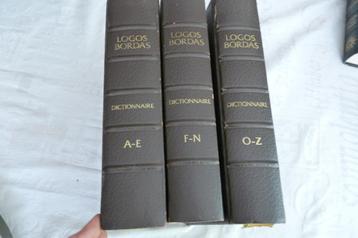 LOGOS
BORDAS
DICTIONNAIRE
A-E
LOGOS
BORDAS
DICTIONNAIRE
F-N
LOGOS
BORDAS
DICTIONNAIRE
O-Z